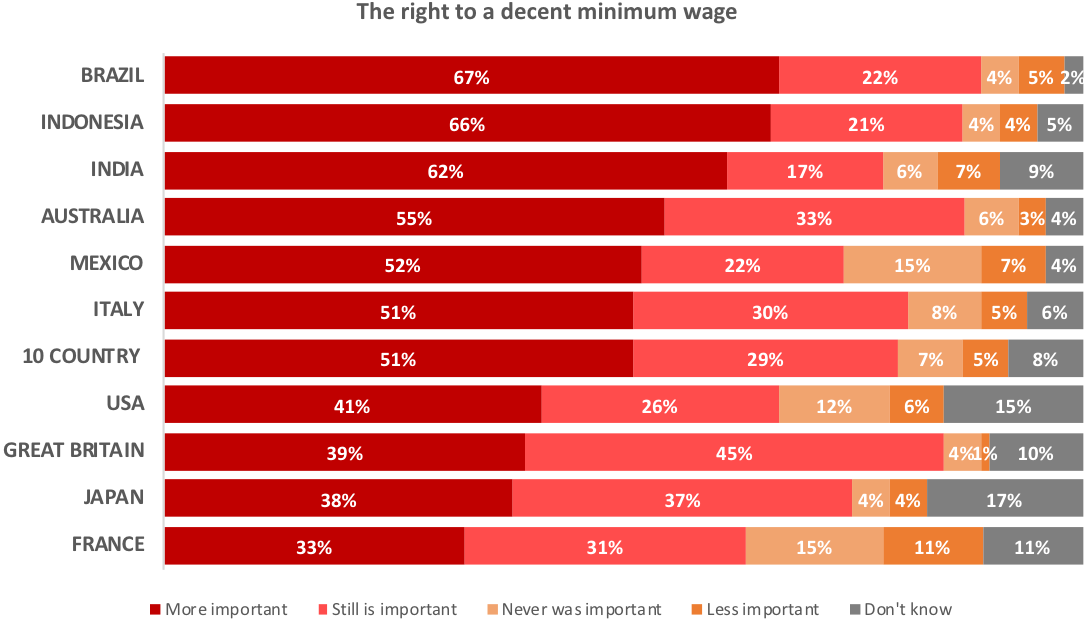 The right to a decent minimum wage
BRAZIL 67% 22% 4% 5% 2%
INDONESIA 66% 21% 4% 4% 5%
INDIA 62% 17% 6% 7% 9%
AUSTRALIA 55% 33% 6% 3% 4%
MEXICO 52% 22% 15% 7% 4%
ITALY 51% 30% 8% 5% 6%
10 COUNTRY 51% 29% 7% 5% 8%
USA 41% 26% 12% 6% 15%
GREAT BRITAIN 39% 45% 4% 1% 10%
JAPAN 38% 37% 4% 4% 17%
FRANCE 33% 31% 15% 11% 11%
More important Still is important Never was important Less important Don't know